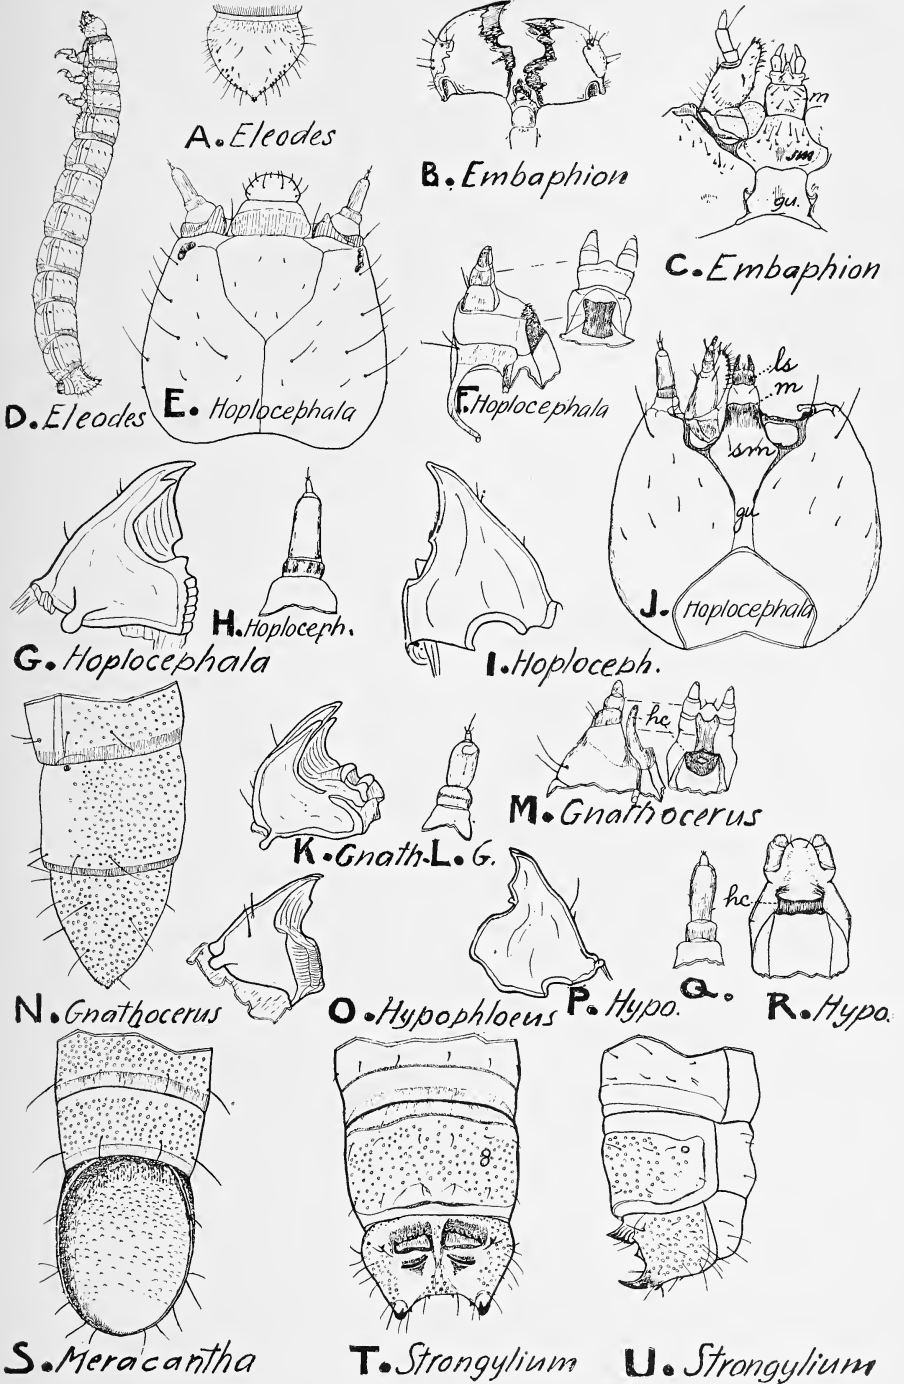 A. Eleodes
B. Embaphion
m
sm
gu.
C. Embaphion
D. Eleodes
E. Hoplocephala
F. Hoplocephala
ls
m
sm
gu
J. Hoplocephala
G. Hoplocephala
H. Hoploceph.
I. Hoploceph.
hc
M. Gnathocerus
K. Gnath.
L. G.
hc
N. Gnathocerus
O. Hypophloeus
P. Hypo.
Q.
R. Hypo.
8
S. Meracantha
T. Strongylium
U. Strongylium